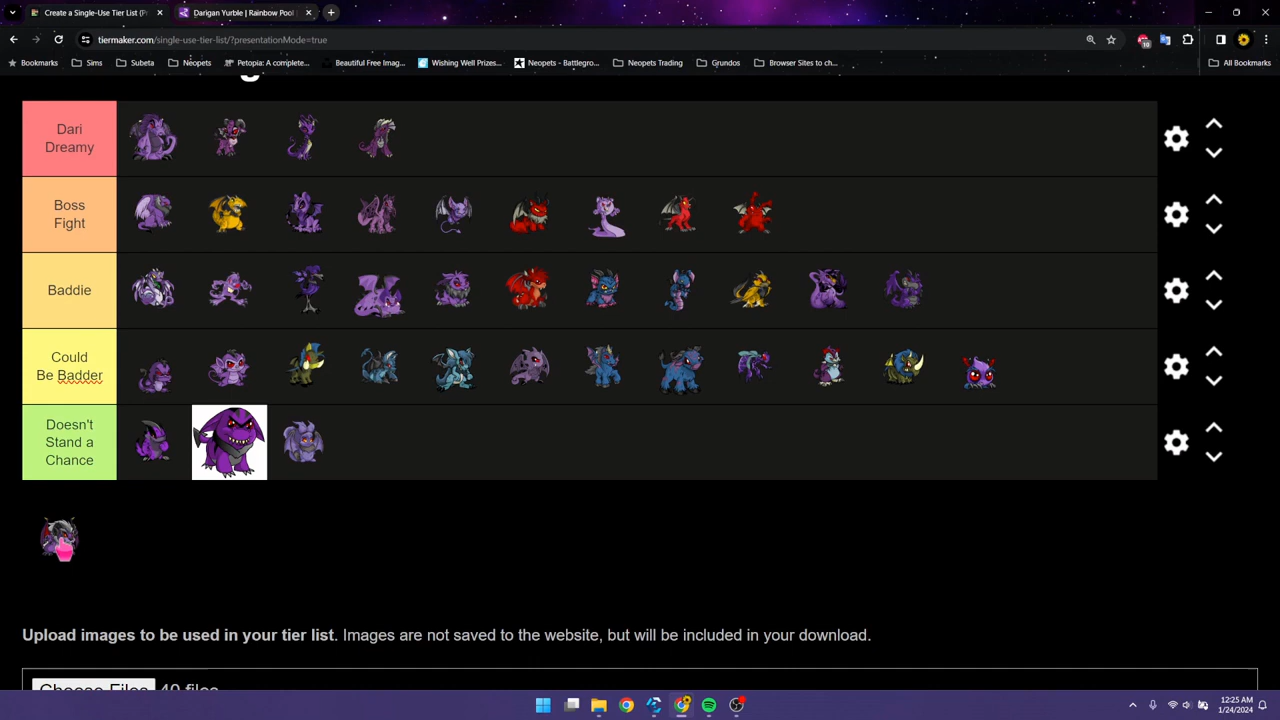 Create a Single-Use Tier List (P
Darigan Yurble | Rainbow Pool
tiermaker.com/single-use-tier-list/?presentationMode=true
Bookmarks
Sims
Subeta
Neopets
Petopia: A complete...
Beautiful Free Imag...
Wishing Well Prizes...
Neopets - Battlegro...
Neopets Trading
Grundos
Browser Sites to ch...
All Bookmarks
Dari
Dreamy
Boss
Fight
Baddie
Could
Be Badder
Doesn't
Stand a
Chance
Upload images to be used in your tier list. Images are not saved to the website, but will be included in your download.
Choose Files 40 files
12:25 AM
1/24/2024